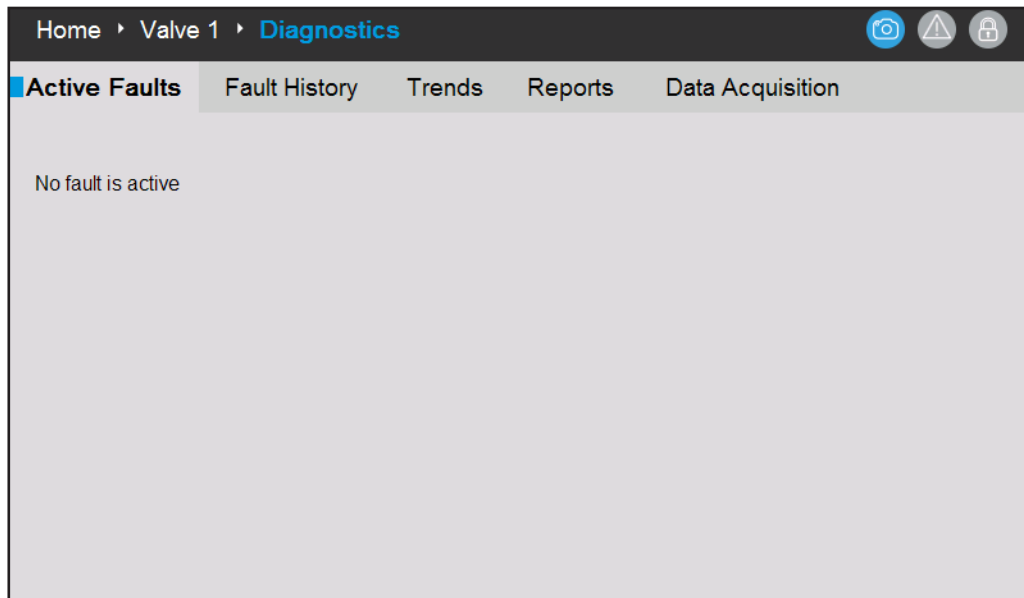 Home ‣ Valve 1 ‣ Diagnostics
Active Faults Fault History Trends Reports Data Acquisition
No fault is active